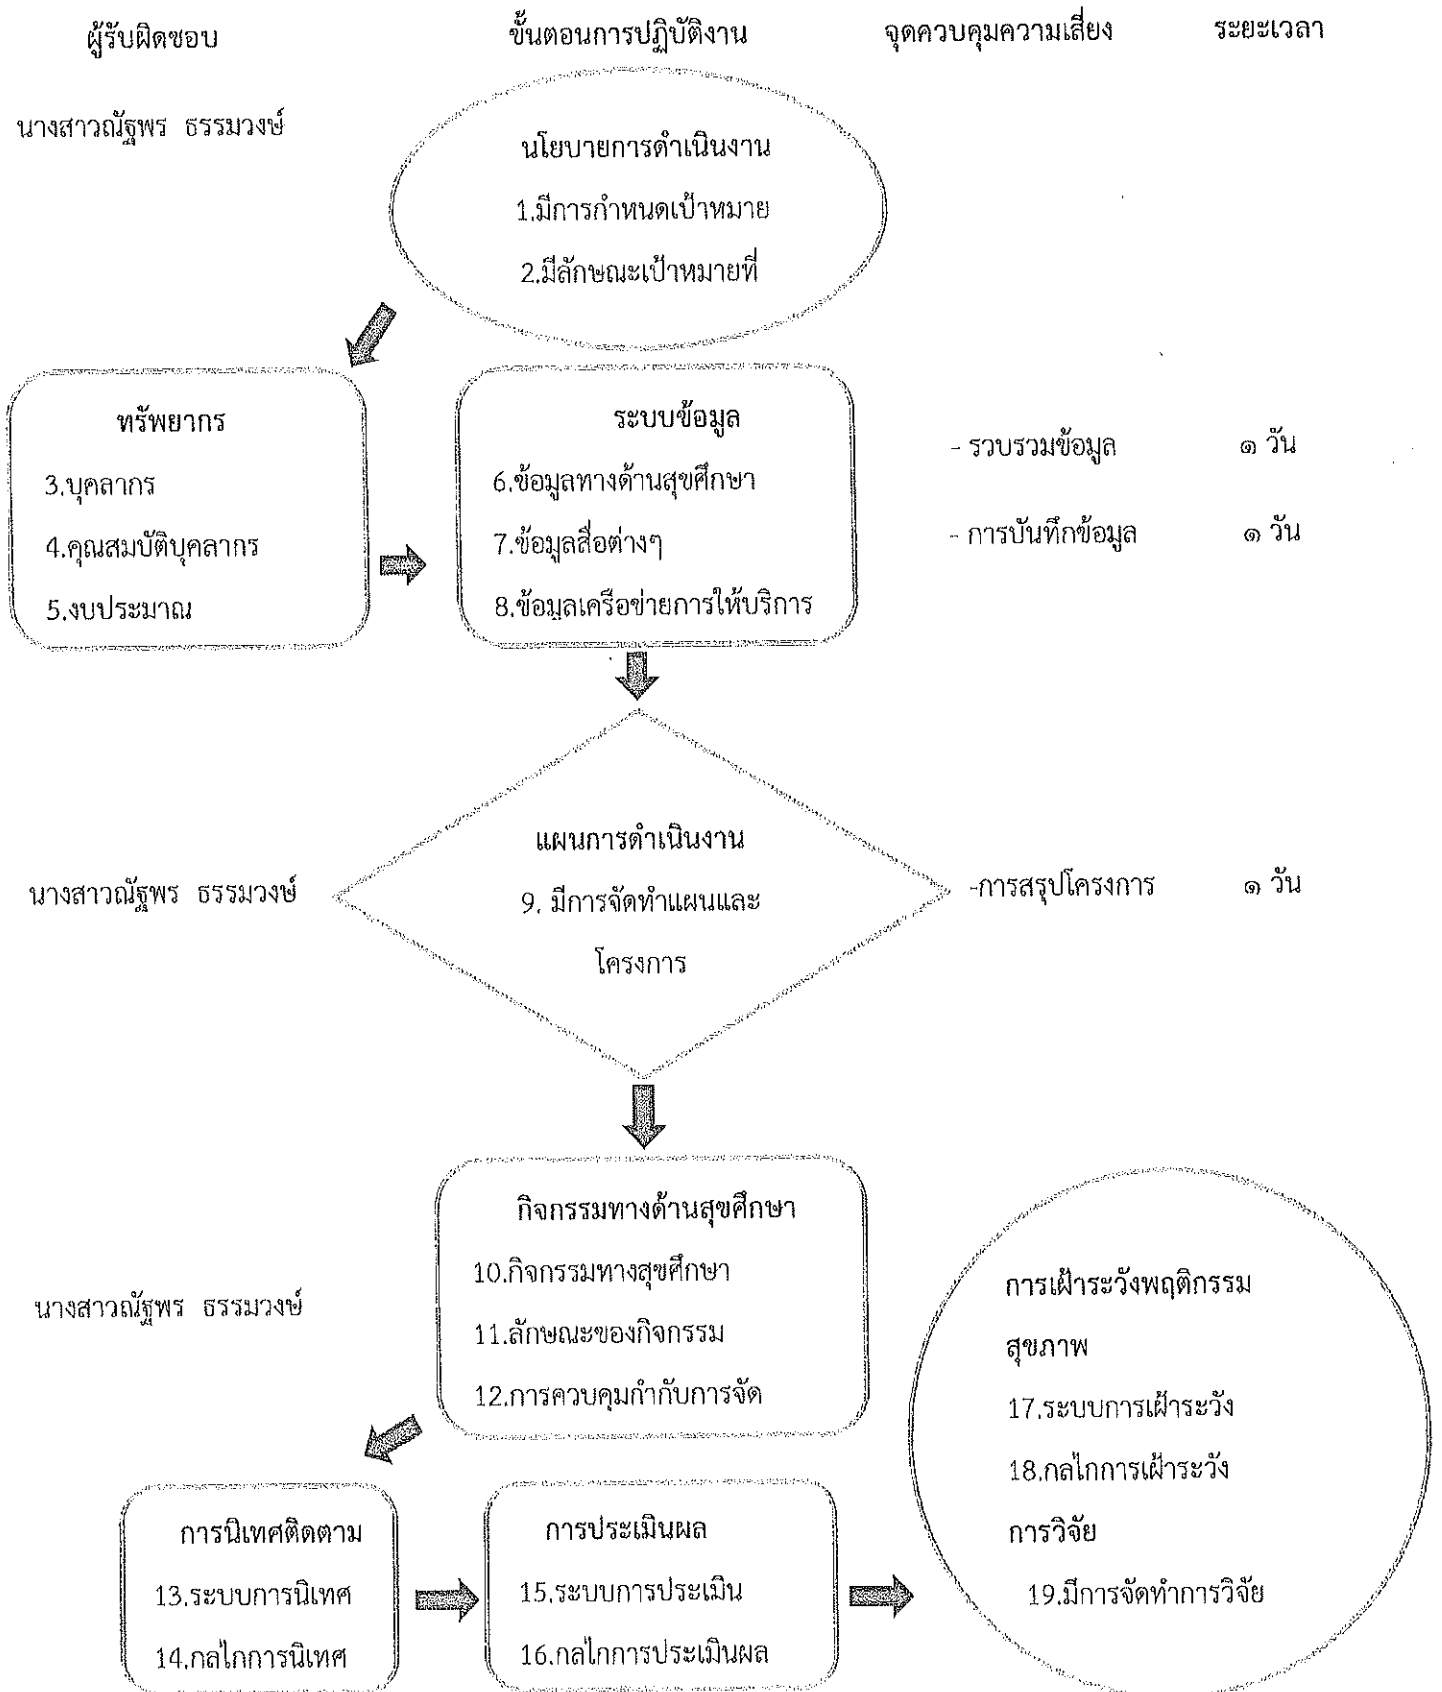 ผู้รับผิดชอบ ขั้นตอนการปฏิบัติงาน จุดควบคุมความเสี่ยง ระยะเวลา
นางสาวณัฐพร ธรรมวงษ์
นโยบายการดำเนินงาน
1.มีการกำหนดเป้าหมาย
2.มีลักษณะเป้าหมายที่
ทรัพยากร
3.บุคลากร
4.คุณสมบัติบุคลากร
5.งบประมาณ
ระบบข้อมูล
6.ข้อมูลทางด้านสุขศึกษา
7.ข้อมูลสื่อต่างๆ
8.ข้อมูลเครือข่ายการให้บริการ
- รวบรวมข้อมูล ๑ วัน
- การบันทึกข้อมูล ๑ วัน
นางสาวณัฐพร ธรรมวงษ์
แผนการดำเนินงาน
9. มีการจัดทำแผนและ
โครงการ
-การสรุปโครงการ ๑ วัน
นางสาวณัฐพร ธรรมวงษ์
กิจกรรมทางด้านสุขศึกษา
10.กิจกรรมทางสุขศึกษา
11.ลักษณะของกิจกรรม
12.การควบคุมกำกับการจัด
การนิเทศติดตาม
13.ระบบการนิเทศ
14.กลไกการนิเทศ
การประเมินผล
15.ระบบการประเมิน
16.กลไกการประเมินผล
การเฝ้าระวังพฤติกรรม
สุขภาพ
17.ระบบการเฝ้าระวัง
18.กลไกการเฝ้าระวัง
การวิจัย
19.มีการจัดทำการวิจัย